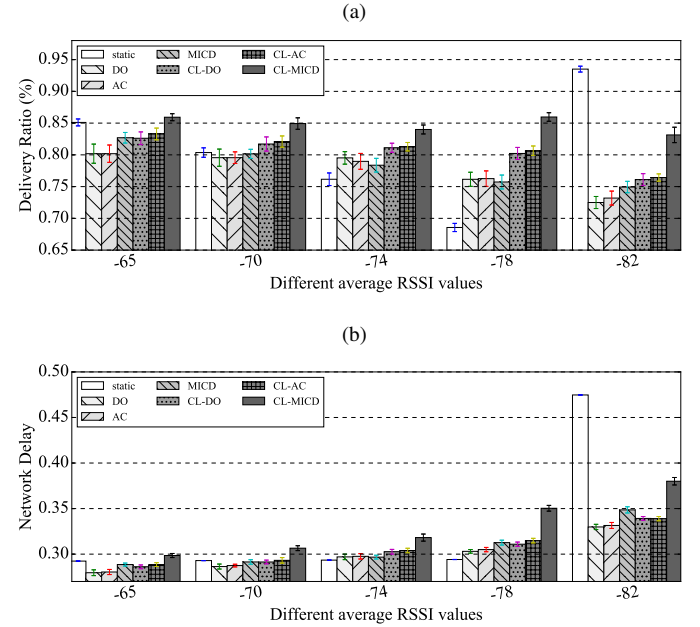 (a)
0.95
0.90
0.85
0.80
0.75
0.70
0.65
Delivery Ratio (%)
static
DO
AC
MICD
CL-DO
CL-AC
CL-MICD
-65
-70
-74
-78
-82
Different average RSSI values
(b)
0.50
0.45
0.40
0.35
0.30
Network Delay
static
DO
AC
MICD
CL-DO
CL-AC
CL-MICD
-65
-70
-74
-78
-82
Different average RSSI values